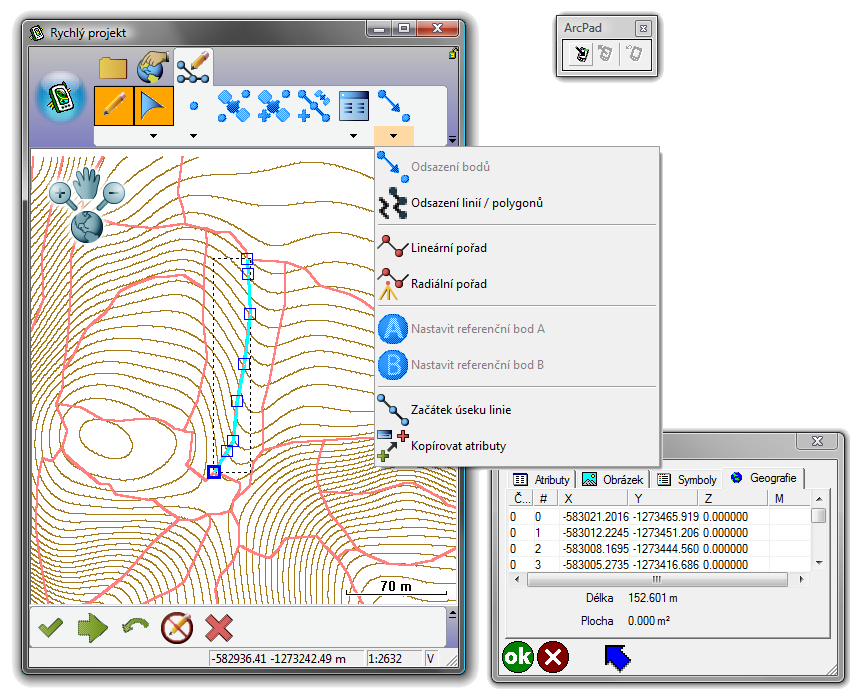 Rychlý projekt
ArcPad
Odsazení bodů
Odsazení linií / polygonů
Lineární pořad
Radiální pořad
A Nastavit referenční bod A
B Nastavit referenční bod B
Začátek úseku linie
Kopírovat atributy
70 m
-582936.41 -1273242.49 m 1:2632 V
Atributy Obrázek Symboly Geografie
Č... # X Y Z M
0 0 -583021.2016 -1273465.919 0.000000
0 1 -583012.2245 -1273451.206 0.000000
0 2 -583008.1695 -1273444.560 0.000000
0 3 -583005.2735 -1273416.686 0.000000
Délka 152.601 m
Plocha 0.000 m²
ok